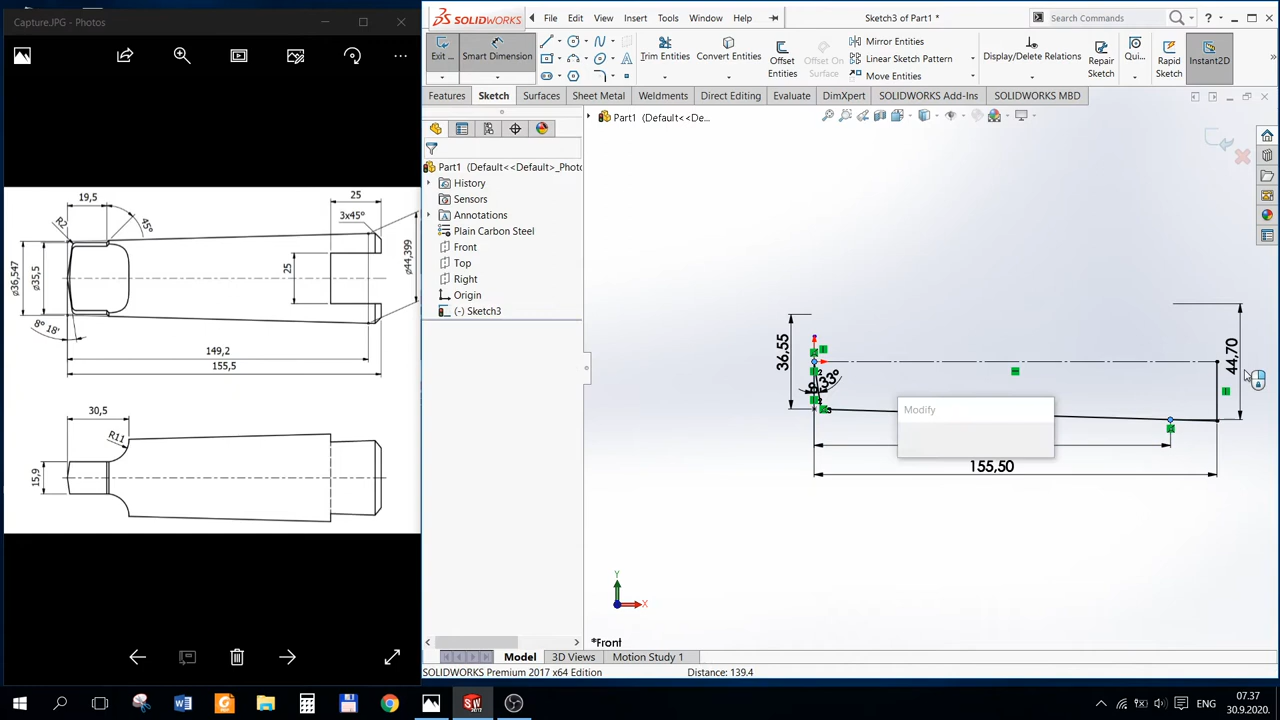 Capture.JPG - Photos
SOLIDWORKS
File Edit View Insert Tools Window Help
Sketch3 of Part1 *
Search Commands
Exit ...
Smart Dimension
Trim Entities
Convert Entities
Offset Entities
Offset On Surface
Mirror Entities
Linear Sketch Pattern
Move Entities
Display/Delete Relations
Repair Sketch
Qui...
Rapid Sketch
Instant2D
Features Sketch Surfaces Sheet Metal Weldments Direct Editing Evaluate DimXpert SOLIDWORKS Add-Ins SOLIDWORKS MBD
Part1 (Default<<De...
Part1 (Default<<Default>_Photo
History
Sensors
Annotations
Plain Carbon Steel
Front
Top
Right
Origin
(-) Sketch3
19,5
25
R2
45°
3x45°
ø36,547
ø35,5
25
ø44,399
8° 18'
149,2
155,5
30,5
R11
15,9
36,55
44,70
Modify
155,50
Y
X
*Front
Model 3D Views Motion Study 1
SOLIDWORKS Premium 2017 x64 Edition
Distance: 139.4
ENG
07.37
30.9.2020.